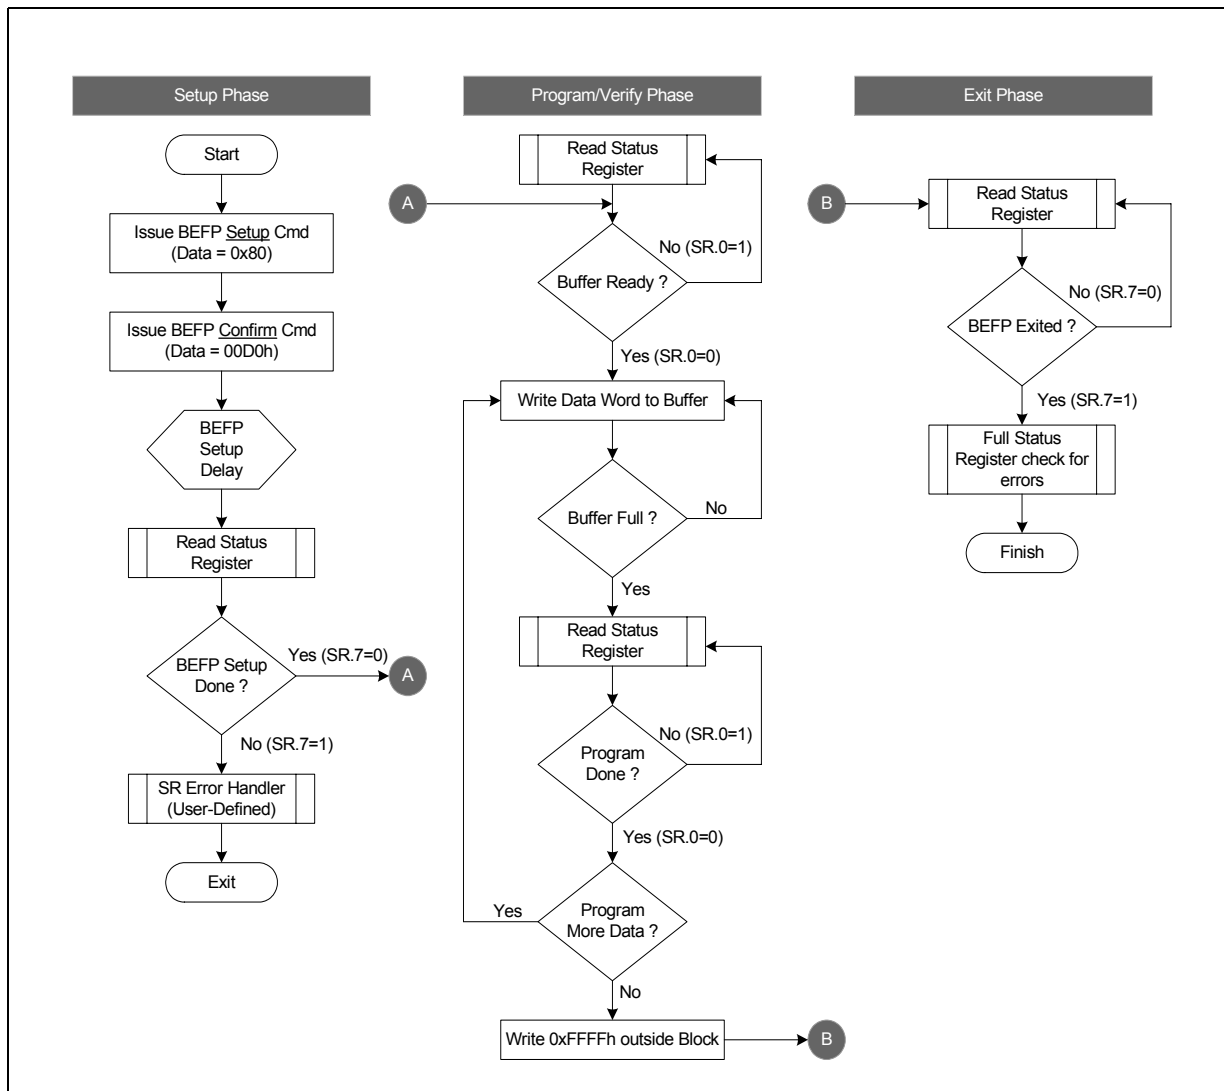 Setup Phase
Start
Issue BEFP Setup Cmd
(Data = 0x80)
Issue BEFP Confirm Cmd
(Data = 00D0h)
BEFP
Setup
Delay
Read Status
Register
BEFP Setup
Done ?
Yes (SR.7=0)
A
No (SR.7=1)
SR Error Handler
(User-Defined)
Exit
Program/Verify Phase
Read Status
Register
A
No (SR.0=1)
Buffer Ready ?
Yes (SR.0=0)
Write Data Word to Buffer
Buffer Full ?
No
Yes
Read Status
Register
No (SR.0=1)
Program
Done ?
Yes (SR.0=0)
Yes
Program
More Data ?
No
Write 0xFFFFh outside Block
B
Exit Phase
B
Read Status
Register
No (SR.7=0)
BEFP Exited ?
Yes (SR.7=1)
Full Status
Register check for
errors
Finish